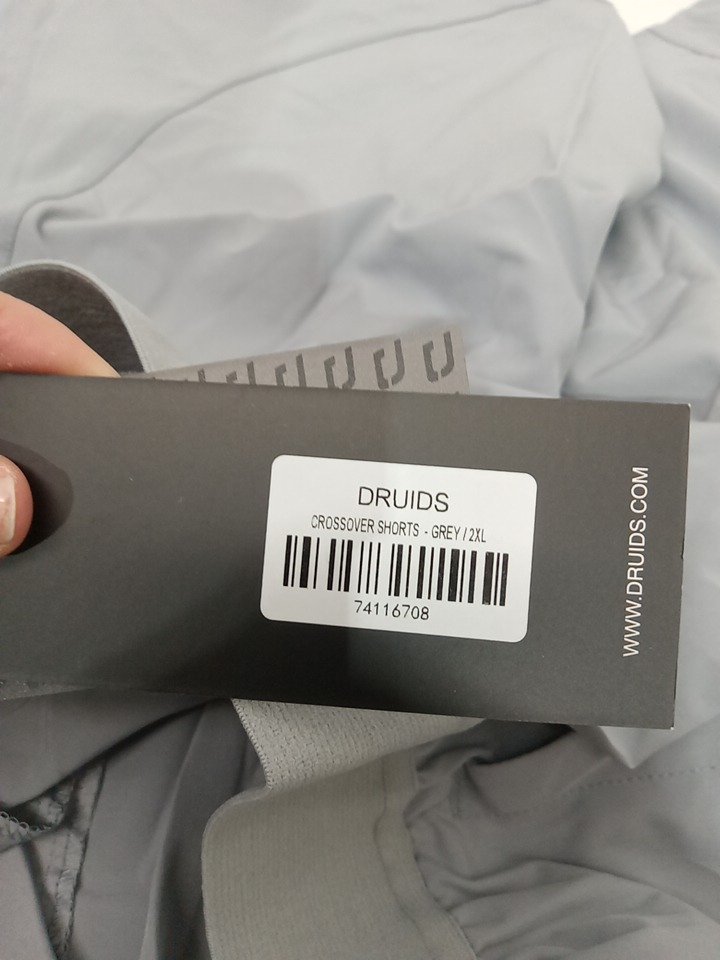 DRUIDS
CROSSOVER SHORTS - GREY / 2XL
74116708
WWW.DRUIDS.COM